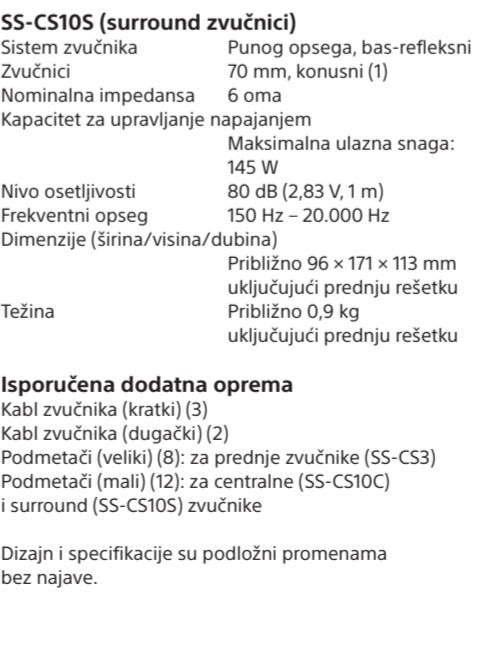 SS-CS10S (surround zvučnici)
Sistem zvučnika Punog opsega, bas-refleksni
Zvučnici 70 mm, konusni (1)
Nominalna impedansa 6 oma
Kapacitet za upravljanje napajanjem
Maksimalna ulazna snaga:
145 W
Nivo osetljivosti 80 dB (2,83 V, 1 m)
Frekventni opseg 150 Hz – 20.000 Hz
Dimenzije (širina/visina/dubina)
Približno 96 × 171 × 113 mm
uključujući prednju rešetku
Težina Približno 0,9 kg
uključujući prednju rešetku
Isporučena dodatna oprema
Kabl zvučnika (kratki) (3)
Kabl zvučnika (dugački) (2)
Podmetači (veliki) (8): za prednje zvučnike (SS-CS3)
Podmetači (mali) (12): za centralne (SS-CS10C)
i surround (SS-CS10S) zvučnike
Dizajn i specifikacije su podložni promenama
bez najave.